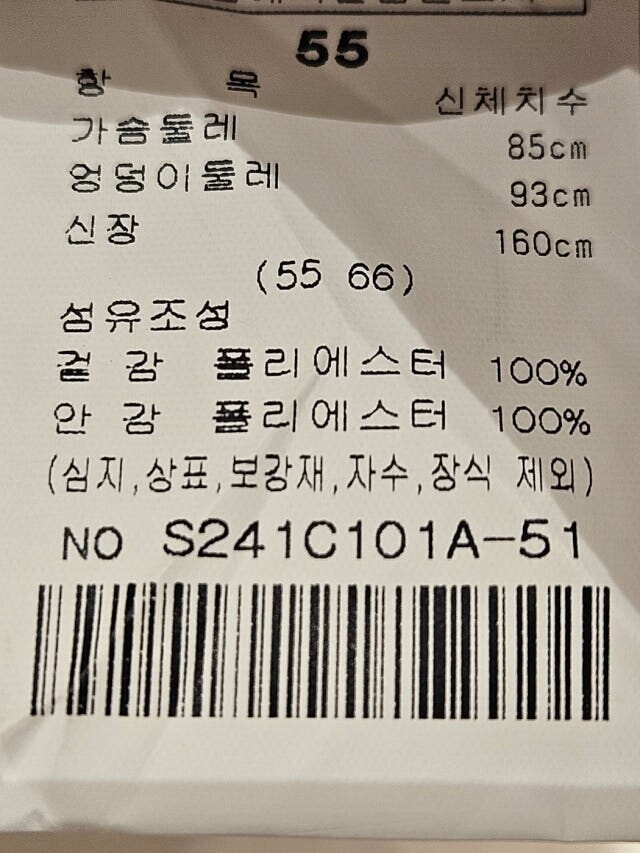 55
항 목 신체치수
가슴둘레 85cm
엉덩이둘레 93cm
신장 160cm
(55 66)
섬유조성
겉 감 폴리에스터 100%
안 감 폴리에스터 100%
(심지,상표,보강재,자수,장식 제외)
NO S241C101A-51